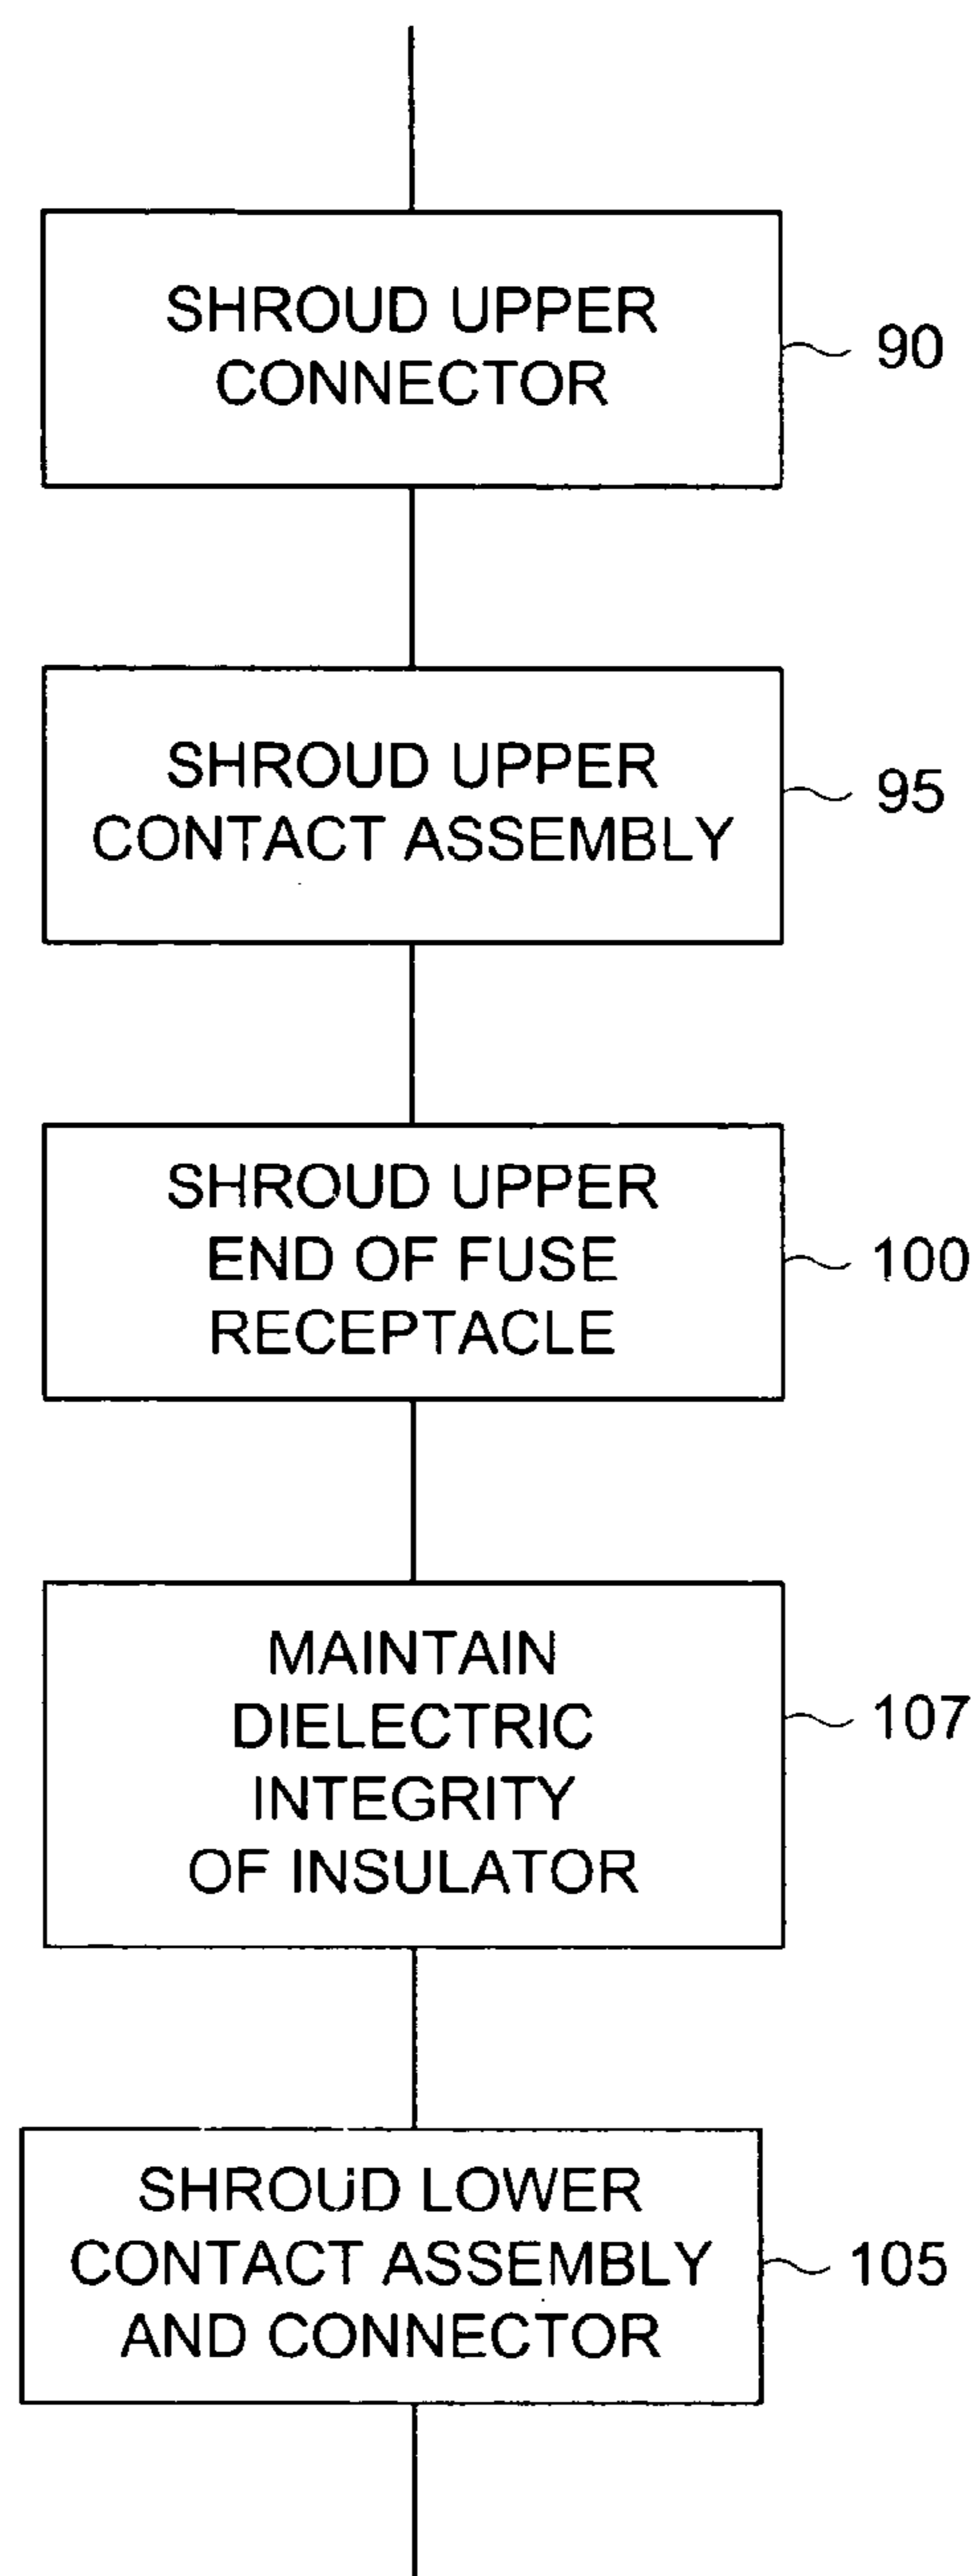 SHROUD UPPER
CONNECTOR
90
SHROUD UPPER
CONTACT ASSEMBLY
95
SHROUD UPPER
END OF FUSE
RECEPTACLE
100
MAINTAIN
DIELECTRIC
INTEGRITY
OF INSULATOR
107
SHROUD LOWER
CONTACT ASSEMBLY
AND CONNECTOR
105